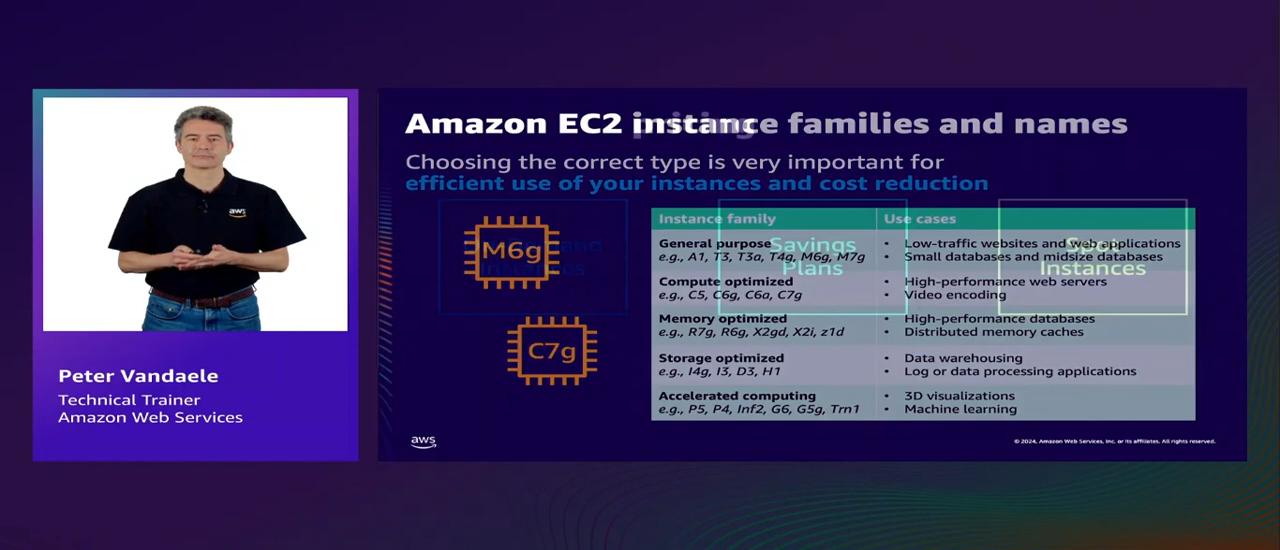 aws
Peter Vandaele
Technical Trainer
Amazon Web Services
Amazon EC2 instance families and names
Choosing the correct type is very important for
efficient use of your instances and cost reduction
M6g
C7g
Instance family
Use cases
General purpose
e.g., A1, T3, T3a, T4g, M6g, M7g
• Low-traffic websites and web applications
• Small databases and midsize databases
Compute optimized
e.g., C5, C6g, C6a, C7g
• High-performance web servers
• Video encoding
Memory optimized
e.g., R7g, R6g, X2gd, X2i, z1d
• High-performance databases
• Distributed memory caches
Storage optimized
e.g., I4g, I3, D3, H1
• Data warehousing
• Log or data processing applications
Accelerated computing
e.g., P5, P4, Inf2, G6, G5g, Trn1
• 3D visualizations
• Machine learning
Savings
Plans
Instances
aws
© 2024, Amazon Web Services, Inc. or its affiliates. All rights reserved.